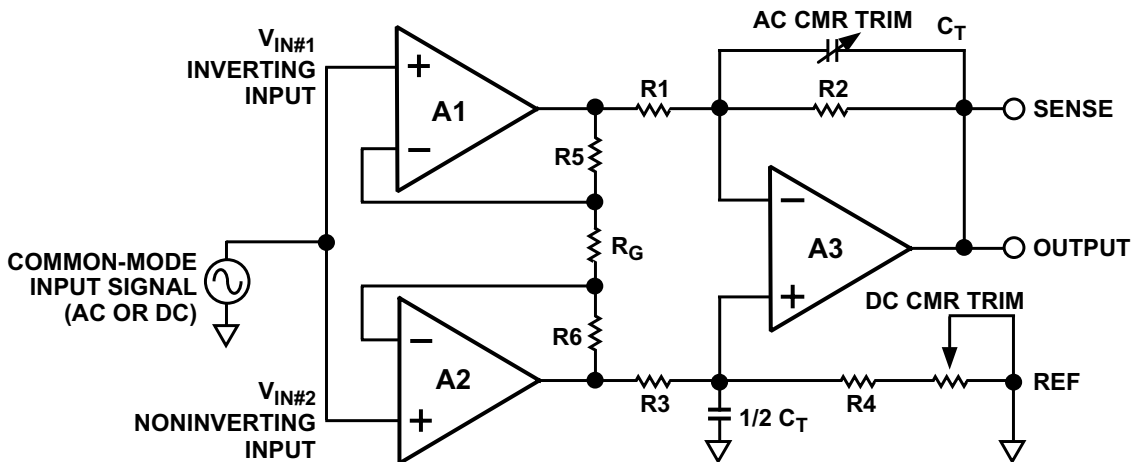 AC CMR TRIM
C_T
V_IN#1
INVERTING
INPUT
+
A1
−
R1
R2
SENSE
R5
R_G
−
A3
+
OUTPUT
COMMON-MODE
INPUT SIGNAL
(AC OR DC)
DC CMR TRIM
−
A2
+
R6
R3
R4
REF
V_IN#2
NONINVERTING
INPUT
1/2 C_T